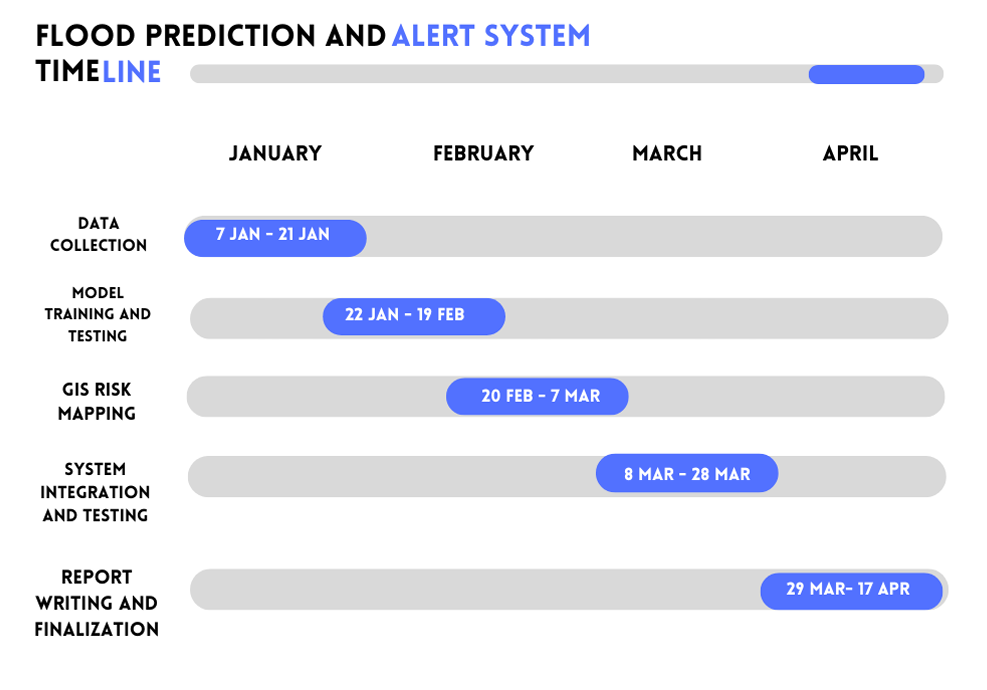 FLOOD PREDICTION AND ALERT SYSTEM
TIMELINE
JANUARY FEBRUARY MARCH APRIL
DATA
COLLECTION
7 JAN - 21 JAN
MODEL
TRAINING AND
TESTING
22 JAN - 19 FEB
GIS RISK
MAPPING
20 FEB - 7 MAR
SYSTEM
INTEGRATION
AND TESTING
8 MAR - 28 MAR
REPORT
WRITING AND
FINALIZATION
29 MAR- 17 APR